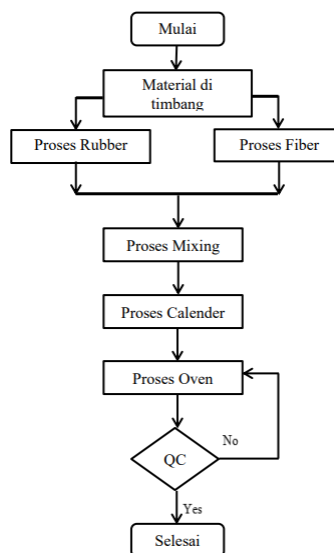 Mulai
Material di
timbang
Proses Rubber
Proses Fiber
Proses Mixing
Proses Calender
Proses Oven
No
QC
Yes
Selesai